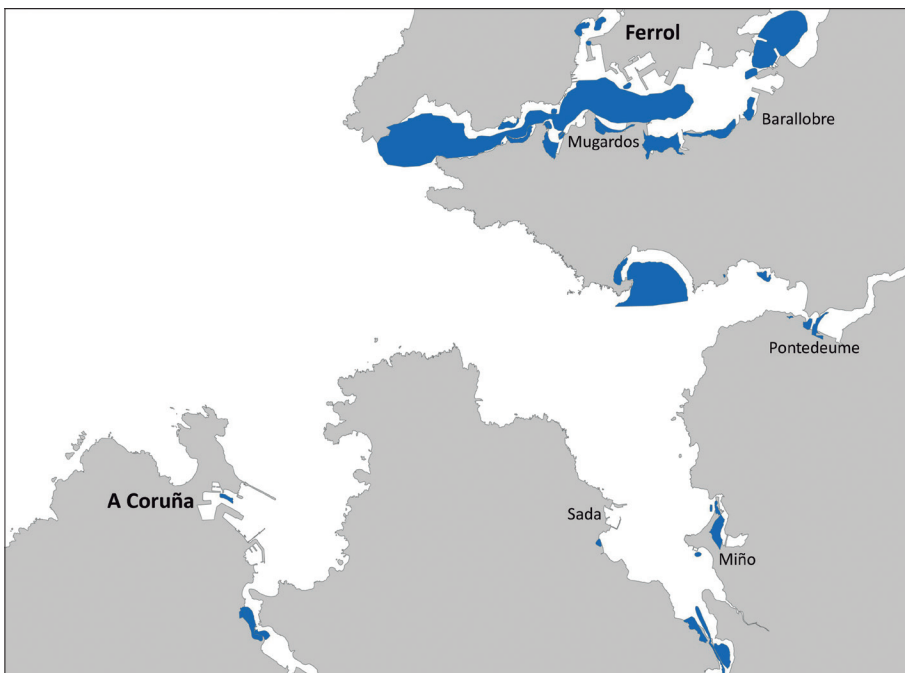 Ferrol
Barallobre
Mugardos
Pontedeume
A Coruña
Sada
Miño